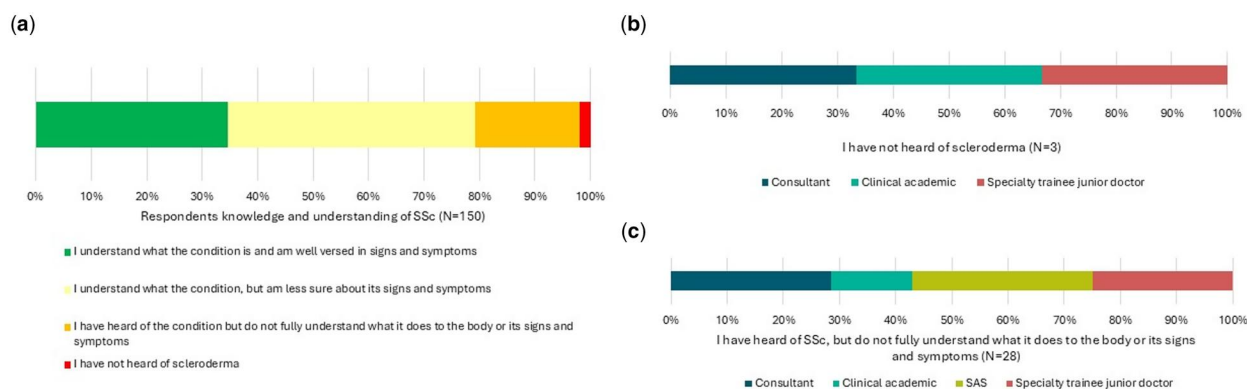 (a)
0% 10% 20% 30% 40% 50% 60% 70% 80% 90% 100%
Respondents knowledge and understanding of SSc (N=150)
I understand what the condition is and am well versed in signs and symptoms
I understand what the condition, but am less sure about its signs and symptoms
I have heard of the condition but do not fully understand what it does to the body or its signs and
symptoms
I have not heard of scleroderma
(b)
0% 10% 20% 30% 40% 50% 60% 70% 80% 90% 100%
I have not heard of scleroderma (N=3)
Consultant Clinical academic Specialty trainee junior doctor
(c)
0% 10% 20% 30% 40% 50% 60% 70% 80% 90% 100%
I have heard of SSc, but do not fully understand what it does to the body or its signs
and symptoms (N=28)
Consultant Clinical academic SAS Specialty trainee junior doctor